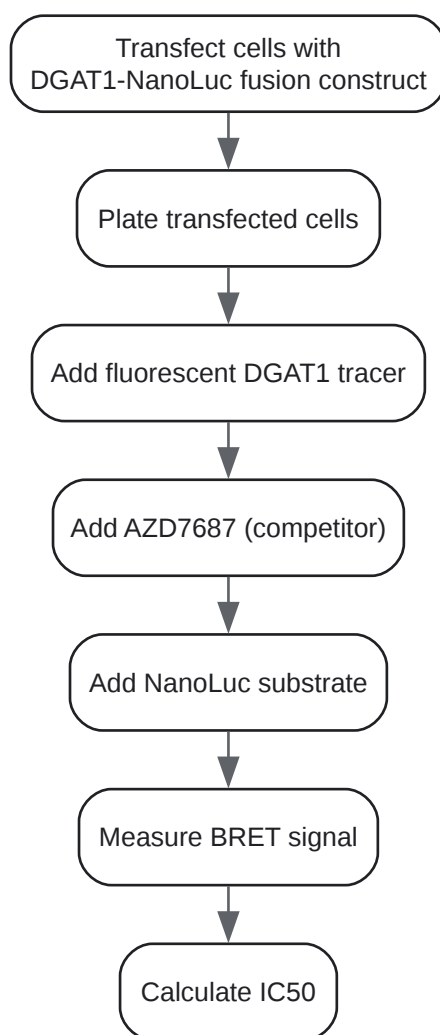 Transfect cells with
DGAT1-NanoLuc fusion construct
Plate transfected cells
Add fluorescent DGAT1 tracer
Add AZD7687 (competitor)
Add NanoLuc substrate
Measure BRET signal
Calculate IC50